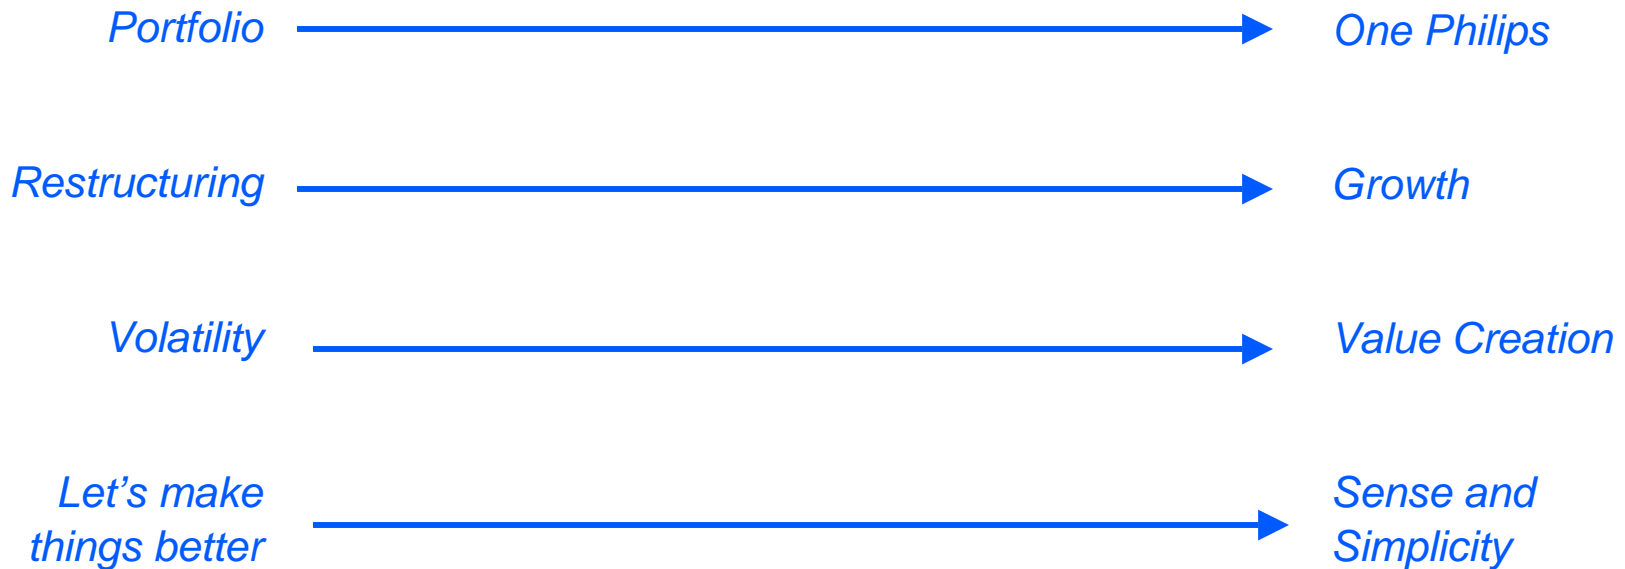 Portfolio
One Philips
Restructuring
Growth
Volatility
Value Creation
Let’s make
things better
Sense and
Simplicity